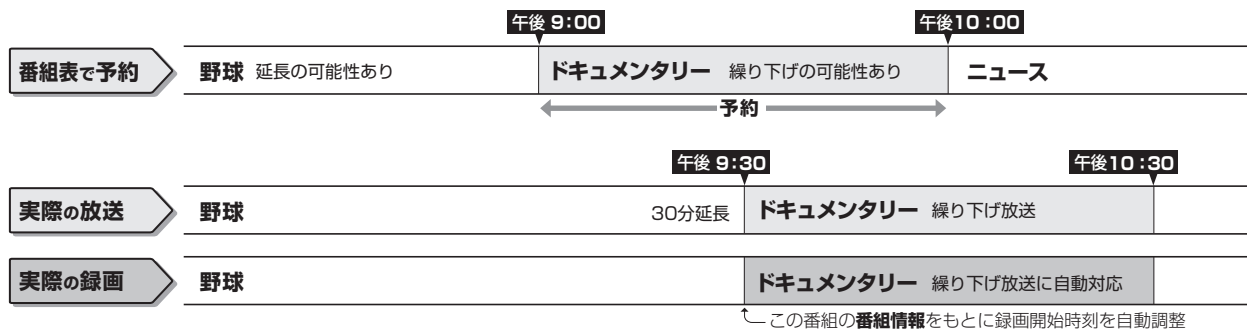 午後 9:00 午後10:00
番組表で予約 野球 延長の可能性あり ドキュメンタリー 繰り下げの可能性あり ニュース
予約
午後 9:30 午後10:30
実際の放送 野球 30分延長 ドキュメンタリー 繰り下げ放送
実際の録画 野球 ドキュメンタリー 繰り下げ放送に自動対応
この番組の番組情報をもとに録画開始時刻を自動調整